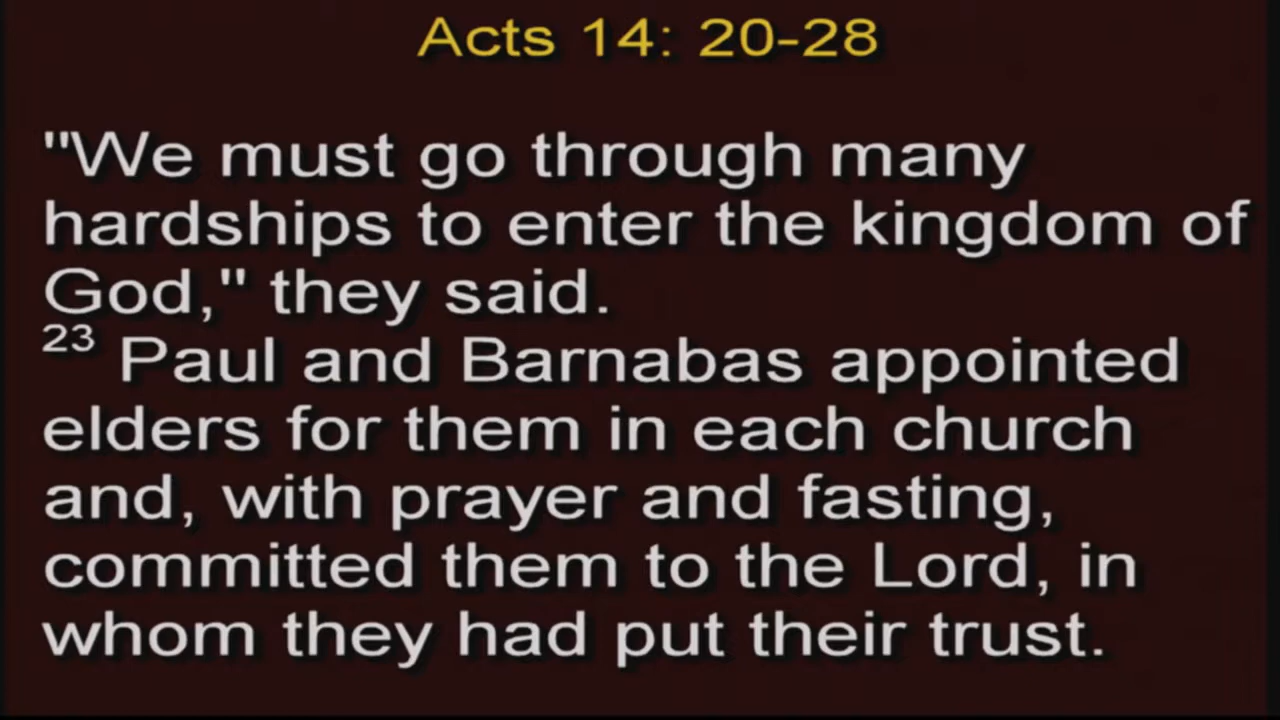 Acts 14: 20-28
"We must go through many
hardships to enter the kingdom of
God," they said.
23 Paul and Barnabas appointed
elders for them in each church
and, with prayer and fasting,
committed them to the Lord, in
whom they had put their trust.